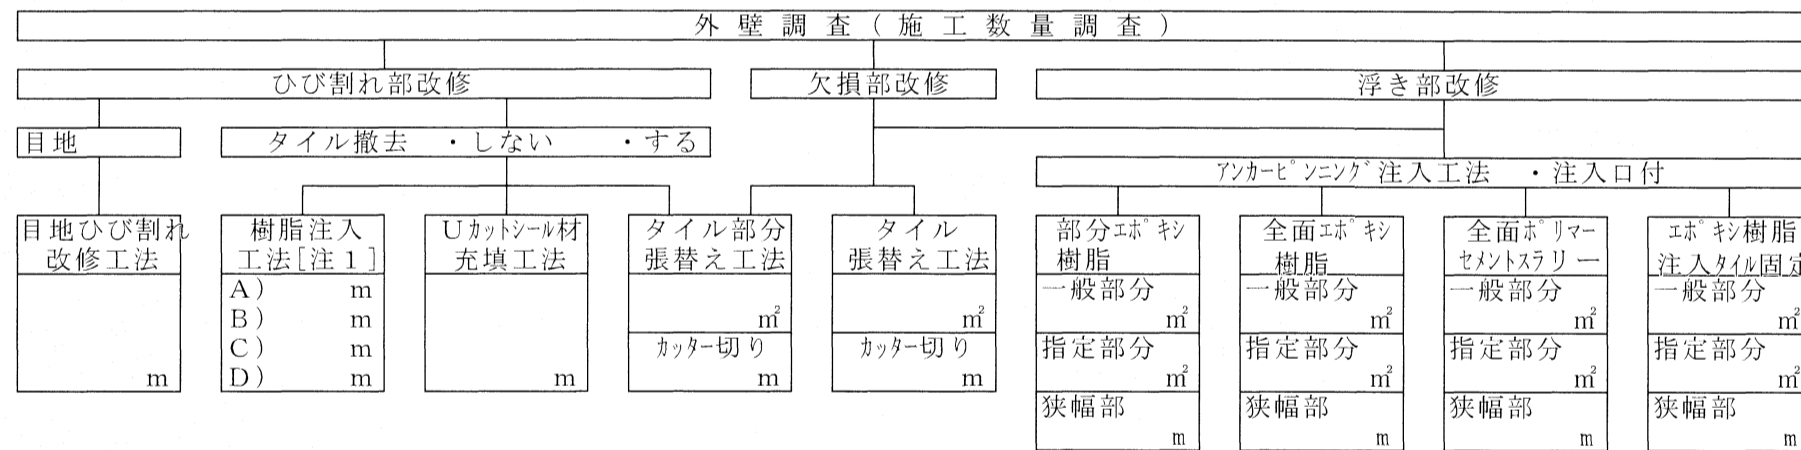 外壁調査(施工数量調査)
ひび割れ部改修
欠損部改修
浮き部改修
目地
タイル撤去 ・しない ・する
アンカーピンニング注入工法 ・注入口付
目地ひび割れ
改修工法
m
樹脂注入
工法[注1]
A) m
B) m
C) m
D) m
Uカットシール材
充填工法
m
タイル部分
張替え工法
m²
カッター切り
m
タイル
張替え工法
m²
カッター切り
m
部分エポキシ
樹脂
一般部分
m²
指定部分
m²
狭幅部
m
全面エポキシ
樹脂
一般部分
m²
指定部分
m²
狭幅部
m
全面ポリマー
セメントスラリー
一般部分
m²
指定部分
m²
狭幅部
m
エポキシ樹脂
注入タイル固定
一般部分
m²
指定部分
m²
狭幅部
m